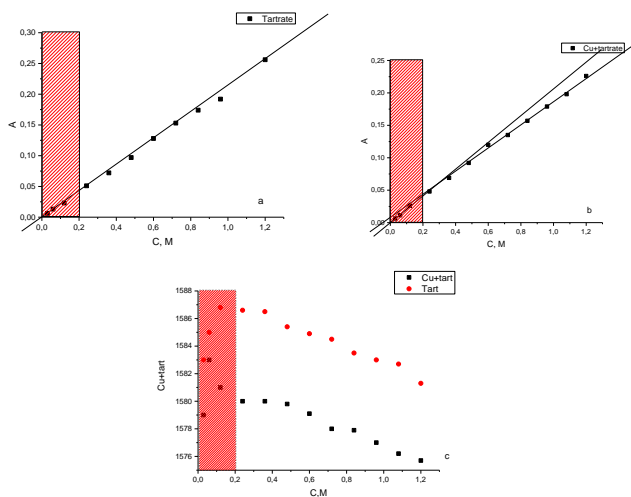 Tartrate
0,30
0,25
0,20
0,15
0,10
0,05
0,00
A
0,0 0,2 0,4 0,6 0,8 1,0 1,2
C, M
a
Cu+tartrate
0,25
0,20
0,15
0,10
0,05
0,00
A
0,0 0,2 0,4 0,6 0,8 1,0 1,2
C, M
b
Cu+tart
Tart
1588
1586
1584
1582
1580
1578
1576
Cu+tart
0,0 0,2 0,4 0,6 0,8 1,0 1,2
C,M
c